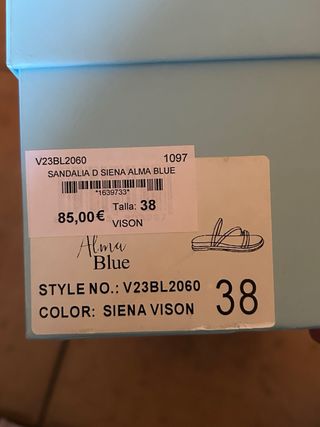 V23BL2060 1097
SANDALIA D SIENA ALMA BLUE
*1639733*
85,00€ Talla: 38
VISON
Alma
Blue
STYLE NO.: V23BL2060
COLOR: SIENA VISON 38